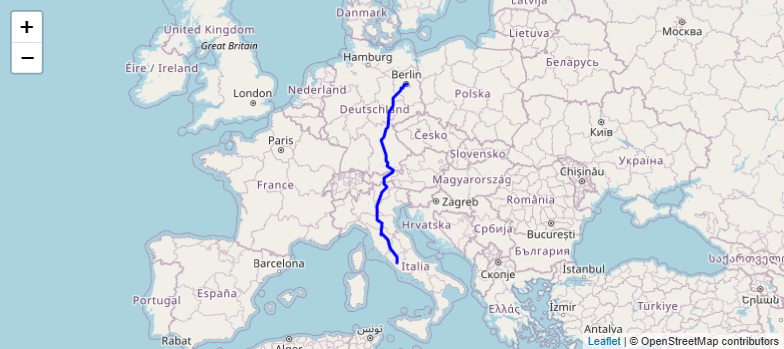 +
−
Danmark
Lietuva
Москва
United Kingdom
Great Britain
Hamburg
Беларусь
Éire / Ireland
Berlin
Nederland
London
Polska
Deutschland
Київ
Paris
Česko
Slovensko
Україна
Chișinău
France
Magyarország
România
Zagreb
Hrvatska
Србија
București
България
Barcelona
Italia
Скопје
İstanbul
Portugal
España
Ελλάς
İzmir
Türkiye
Rabat
تونس
Alger
Antalya
Leaflet | © OpenStreetMap contributors